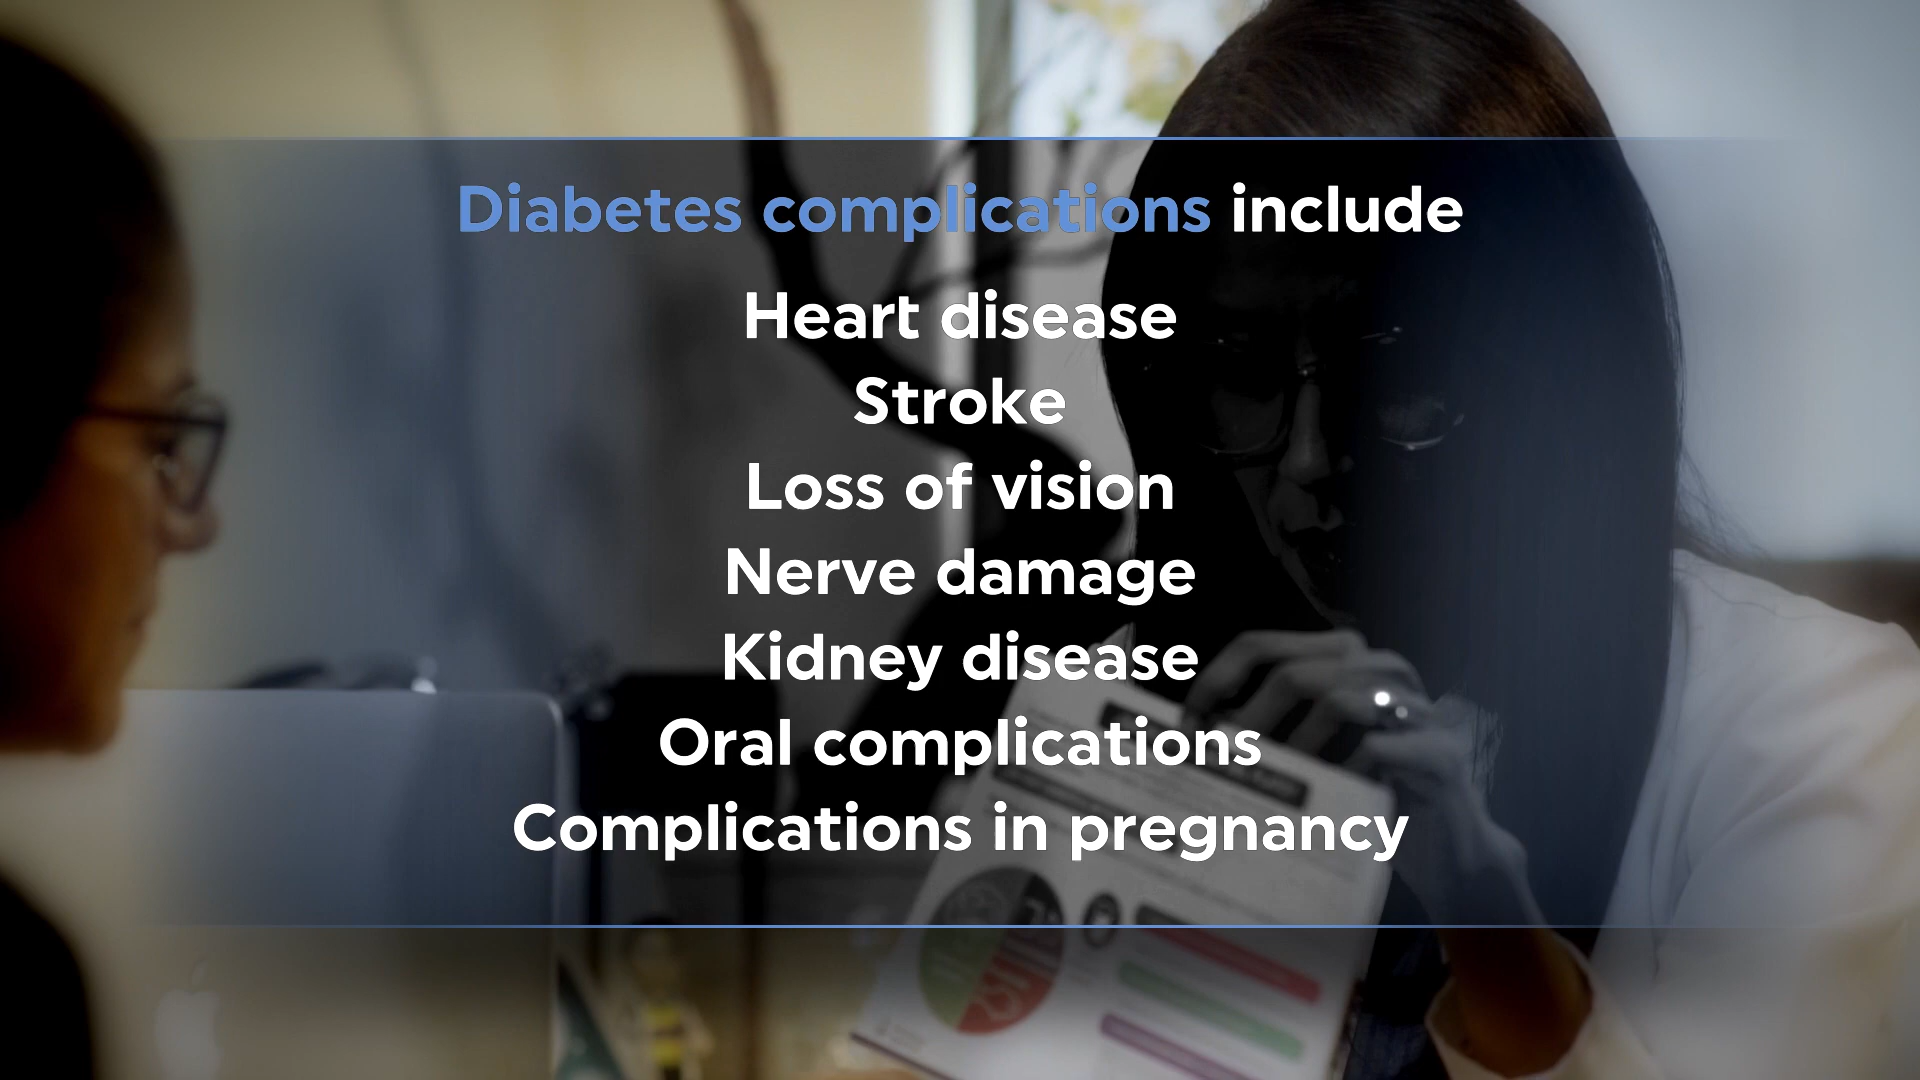 Diabetes complications include
Heart disease
Stroke
Loss of vision
Nerve damage
Kidney disease
Oral complications
Complications in pregnancy